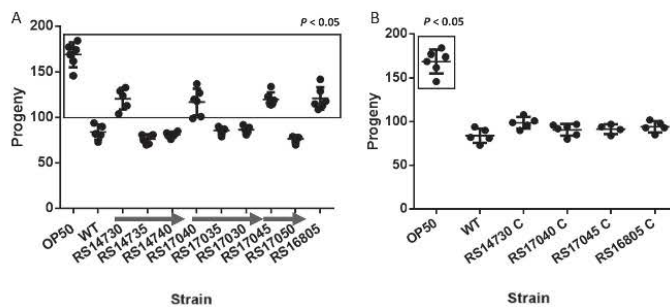 A
P < 0.05
Progeny
200
150
100
50
0
OP50
WT
RS14730
RS14735
RS14740
RS17040
RS17035
RS17030
RS17045
RS17050
RS16805
Strain
B
P < 0.05
Progeny
200
150
100
50
0
OP50
WT
RS14730 C
RS17040 C
RS17045 C
RS16805 C
Strain